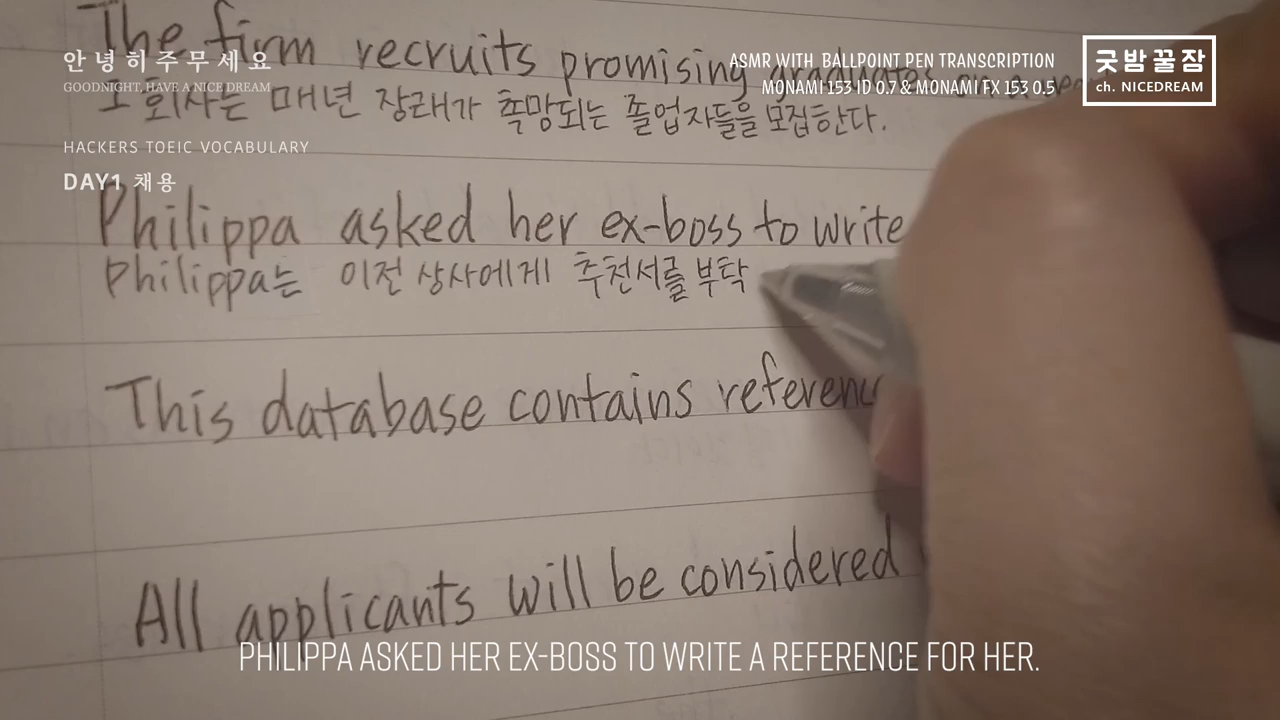 안녕히주무세요
GOODNIGHT, HAVE A NICE DREAM
HACKERS TOEIC VOCABULARY
DAY1 채용
ASMR WITH BALLPOINT PEN TRANSCRIPTION
MONAMI 153 ID 0.7 & MONAMI FX 153 0.5
굿밤꿀잠
ch. NICEDREAM
The firm recruits promising graduates on a
그 회사는 매년 장래가 촉망되는 졸업자들을 모집한다.
Philippa asked her ex-boss to write
Philippa는 이전 상사에게 추천서를 부탁
This database contains referenc
All applicants will be considered
PHILIPPA ASKED HER EX-BOSS TO WRITE A REFERENCE FOR HER.